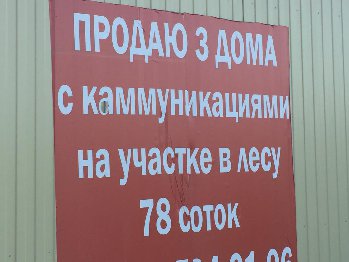 ПРОДАЮ 3 ДОМА
с каммуникациями
на участке в лесу
78 соток